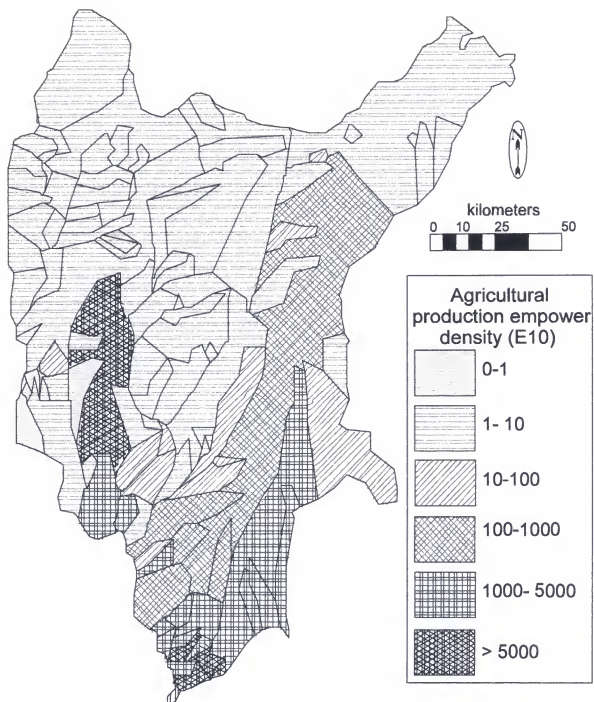 N
kilometers
0 10 25 50
Agricultural
production empower
density (E10)
0-1
1- 10
10-100
100-1000
1000- 5000
> 5000